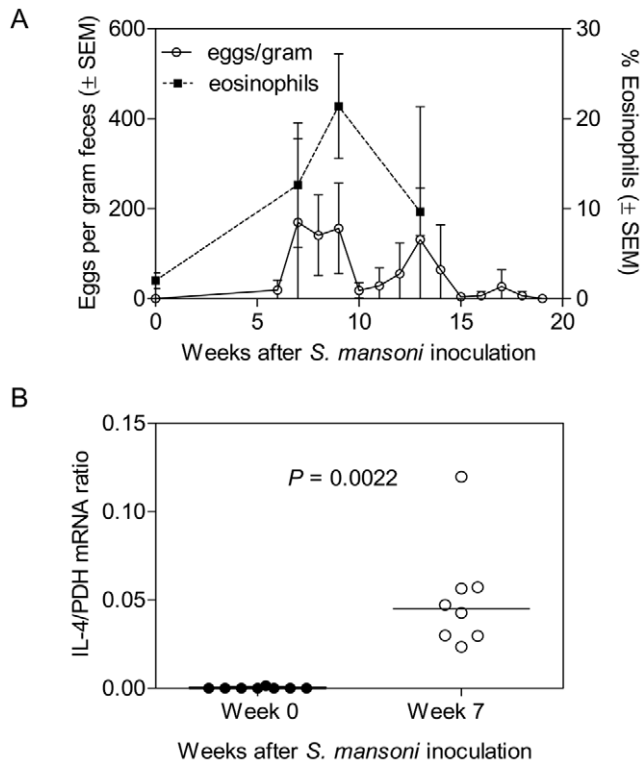 A
600
400
200
0
Eggs per gram feces (± SEM)
eggs/gram
eosinophils
30
20
10
0
% Eosinophils
(± SEM)
0 5 10 15 20
Weeks after S. mansoni inoculation
B
0.15
0.10
0.05
0.00
IL-4/PDH mRNA ratio
P = 0.0022
Week 0 Week 7
Weeks after S. mansoni inoculation